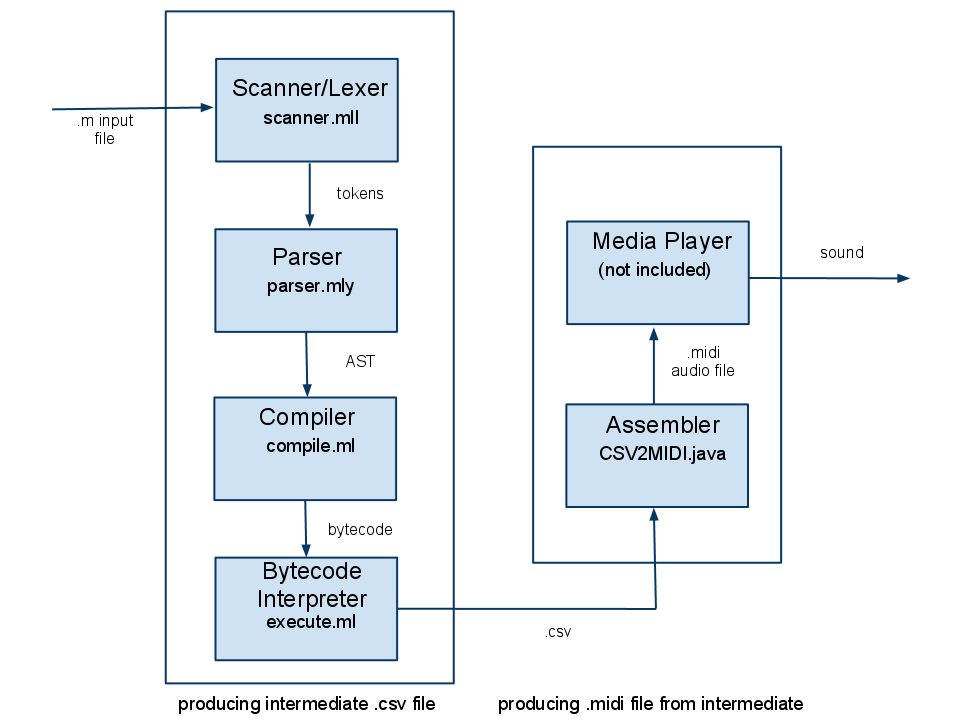 Scanner/Lexer
scanner.mll
.m input
file
tokens
Parser
parser.mly
AST
Compiler
compile.ml
bytecode
Bytecode
Interpreter
execute.ml
.csv
producing intermediate .csv file
Media Player
(not included)
sound
.midi
audio file
Assembler
CSV2MIDI.java
producing .midi file from intermediate